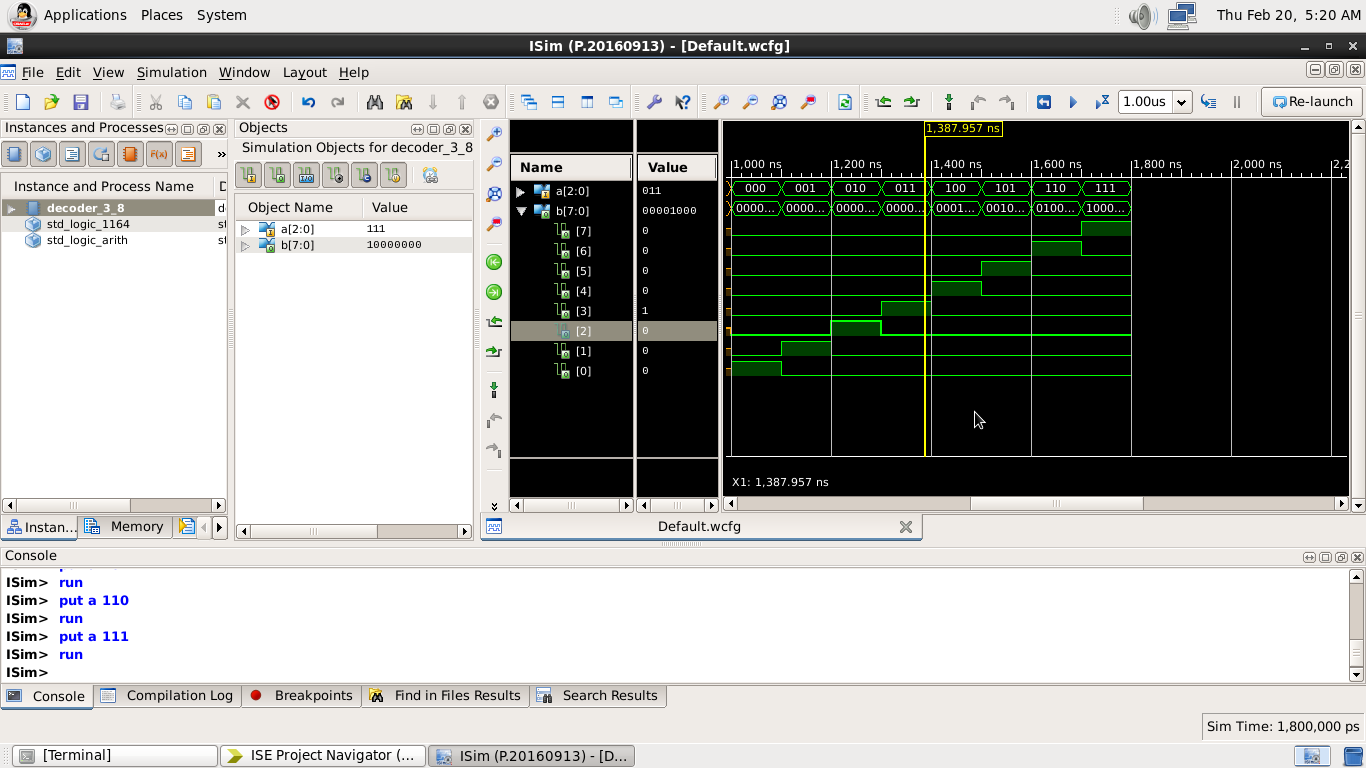 Applications Places System Thu Feb 20, 5:20 AM
ISim (P.20160913) - [Default.wcfg]
File Edit View Simulation Window Layout Help
1.00us Re-launch
Instances and Processes
Instance and Process Name D
decoder_3_8 de
std_logic_1164 st
std_logic_arith st
Instan... Memory
Objects
Simulation Objects for decoder_3_8
Object Name Value
a[2:0] 111
b[7:0] 10000000
Name Value
a[2:0] 011
b[7:0] 00001000
[7] 0
[6] 0
[5] 0
[4] 0
[3] 1
[2] 0
[1] 0
[0] 0
1,387.957 ns
1,000 ns 1,200 ns 1,400 ns 1,600 ns 1,800 ns 2,000 ns 2,2
000 001 010 011 100 101 110 111
0000... 0000... 0000... 0000... 0001... 0010... 0100... 1000...
X1: 1,387.957 ns
Default.wcfg
Console
ISim> run
ISim> put a 110
ISim> run
ISim> put a 111
ISim> run
ISim>
Console Compilation Log Breakpoints Find in Files Results Search Results
Sim Time: 1,800,000 ps
[Terminal] ISE Project Navigator (... ISim (P.20160913) - [D...